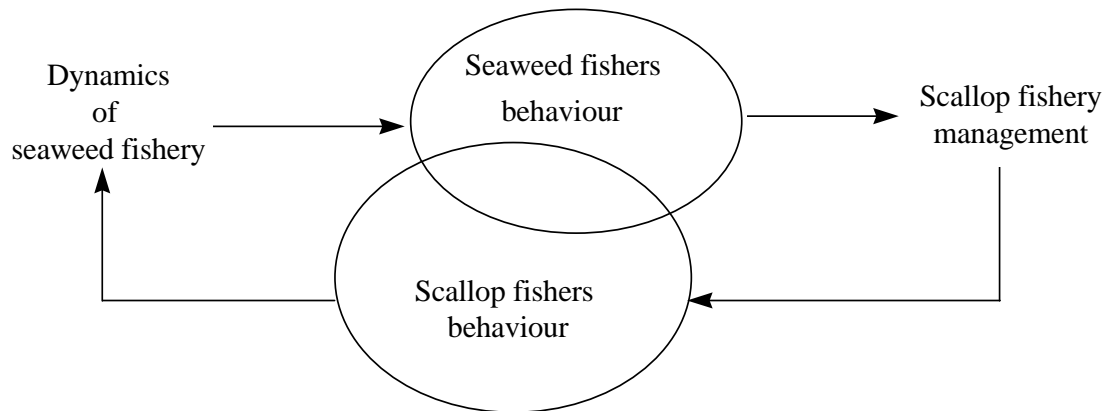 Dynamics
of
seaweed fishery
Seaweed fishers
behaviour
Scallop fishery
management
Scallop fishers
behaviour